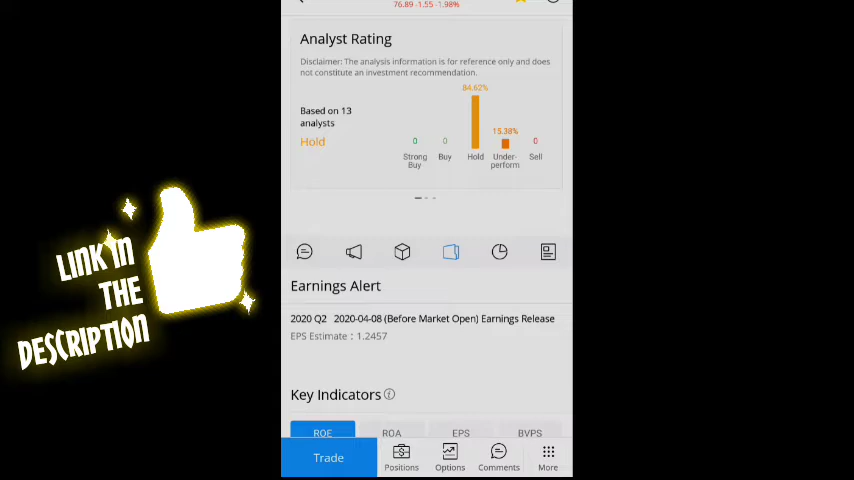 76.89 -1.55 -1.98%
Analyst Rating
Disclaimer: The analysis information is for reference only and does
not constitute an investment recommendation.
84.62%
Based on 13
analysts
Hold
15.38%
0
0
0
Strong
Buy
Buy
Hold
Under-
perform
Sell
LINK IN
THE
DESCRIPTION
Earnings Alert
2020 Q2 2020-04-08 (Before Market Open) Earnings Release
EPS Estimate : 1.2457
Key Indicators
ROE
ROA
EPS
BVPS
Trade
Positions
Options
Comments
More